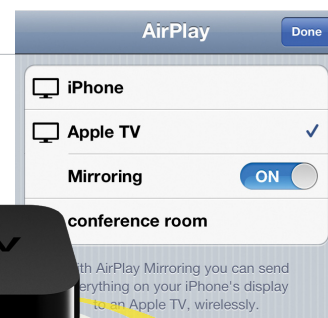 AirPlay
Done
iPhone
Apple TV
Mirroring
ON
conference room
AirPlay Mirroring you can send
everything on your iPhone's display
to an Apple TV, wirelessly.